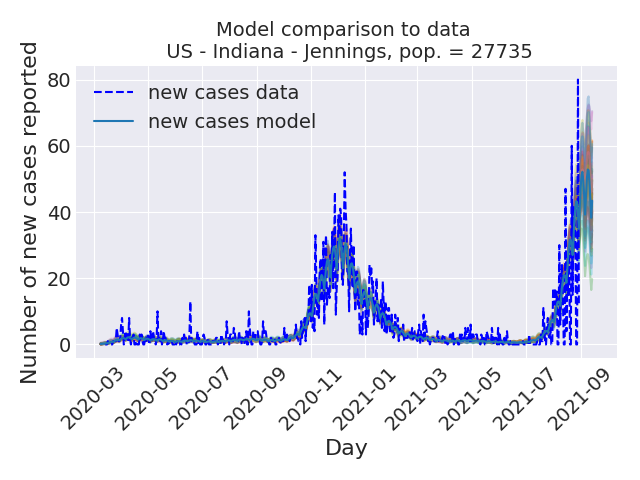 Model comparison to data
US - Indiana - Jennings, pop. = 27735
Number of new cases reported
80
60
40
20
0
new cases data
new cases model
2020-03
2020-05
2020-07
2020-09
2020-11
2021-01
2021-03
2021-05
2021-07
2021-09
Day